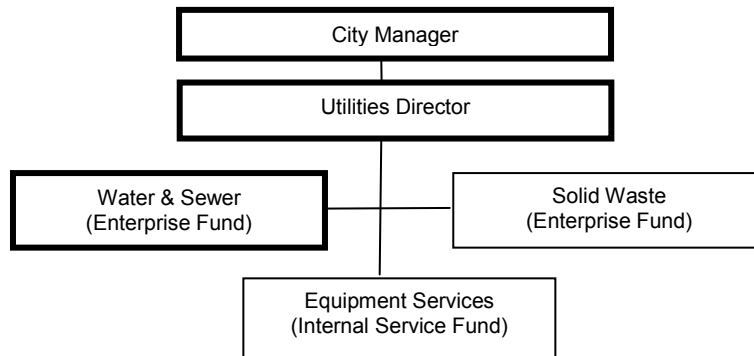 City Manager
Utilities Director
Water & Sewer
(Enterprise Fund)
Solid Waste
(Enterprise Fund)
Equipment Services
(Internal Service Fund)